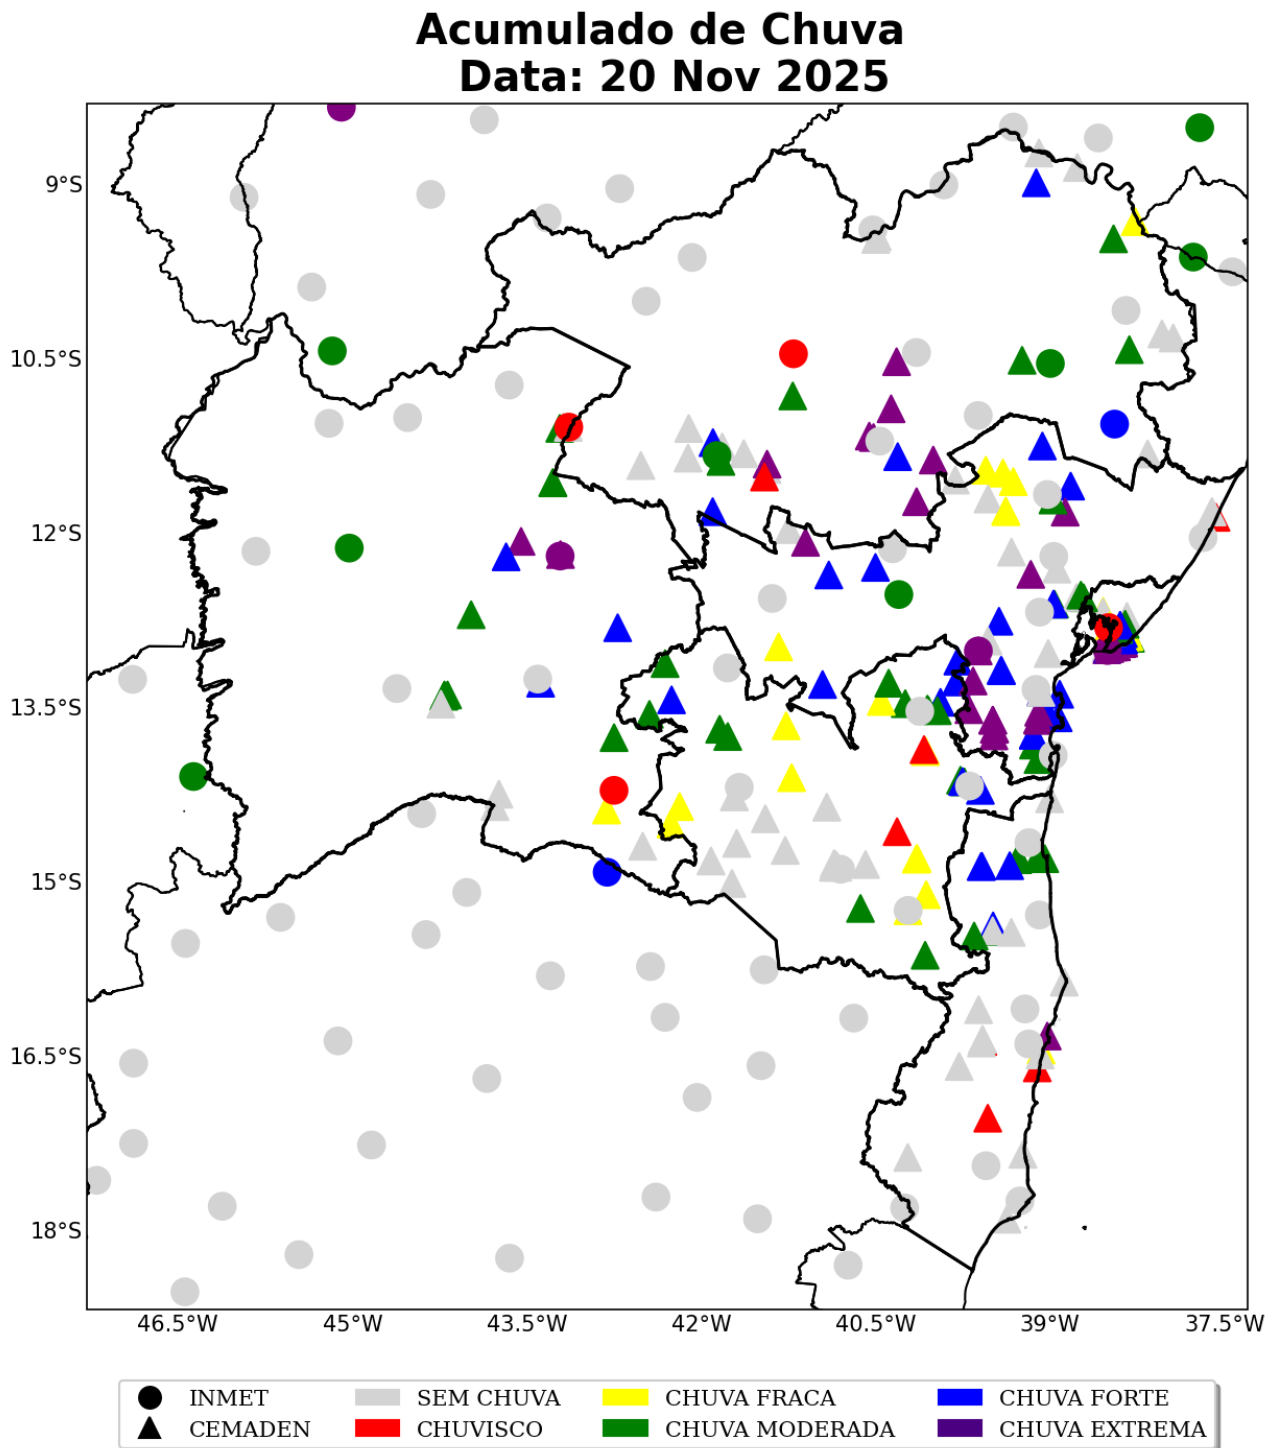 Acumulado de Chuva
Data: 20 Nov 2025
9°S
10.5°S
12°S
13.5°S
15°S
16.5°S
18°S
46.5°W 45°W 43.5°W 42°W 40.5°W 39°W 37.5°W
INMET SEM CHUVA CHUVA FRACA CHUVA FORTE
CEMADEN CHUVISCO CHUVA MODERADA CHUVA EXTREMA